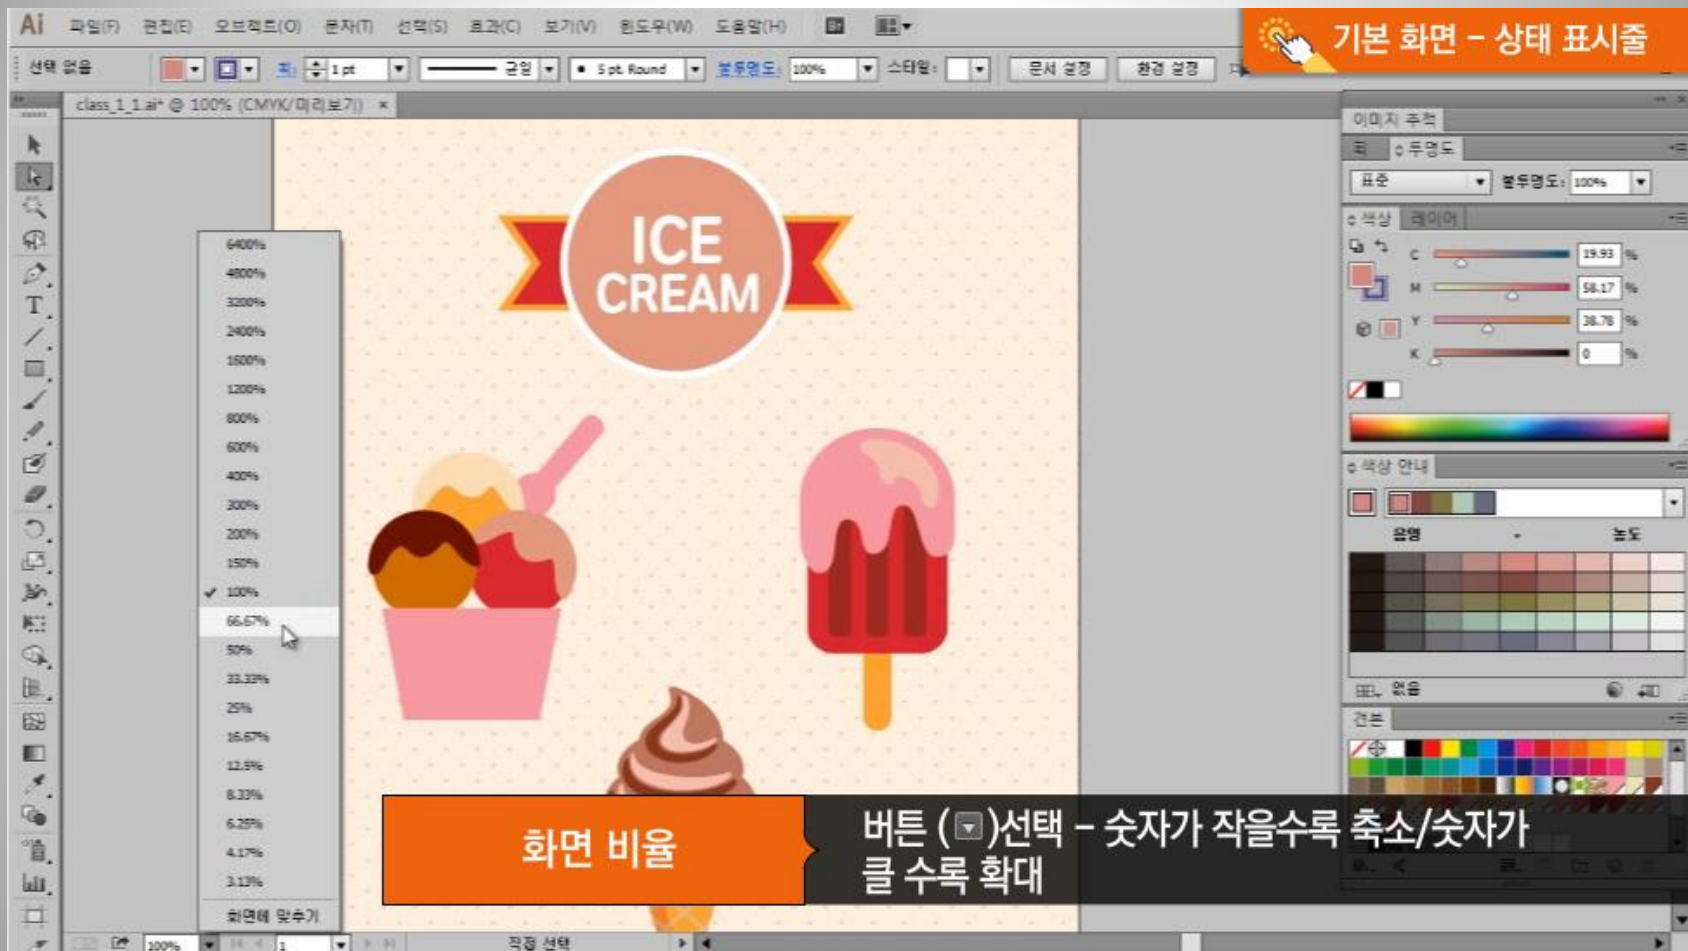 Ai 파일(F) 편집(E) 오브젝트(O) 문자(T) 선택(S) 효과(C) 보기(V) 윈도우(W) 도움말(H) Br
기본 화면 – 상태 표시줄
선택 없음 획: 1 pt 균일 5 pt. Round 불투명도: 100% 스타일: 문서 설정 환경 설정
class_1_1.ai* @ 100% (CMYK/미리보기) ×
이미지 추적
획 투명도
표준 불투명도: 100%
색상 레이어
C 19.93 %
M 58.17 %
Y 38.78 %
K 0 %
색상 안내
음영 농도
없음
견본
ICE
CREAM
6400%
4800%
3200%
2400%
1600%
1200%
800%
600%
400%
300%
200%
150%
100%
66.67%
50%
33.33%
25%
16.67%
12.5%
8.33%
6.25%
4.17%
3.13%
화면에 맞추기
화면 비율
버튼 ( )선택 – 숫자가 작을수록 축소/숫자가
클 수록 확대
100% 1 직접 선택